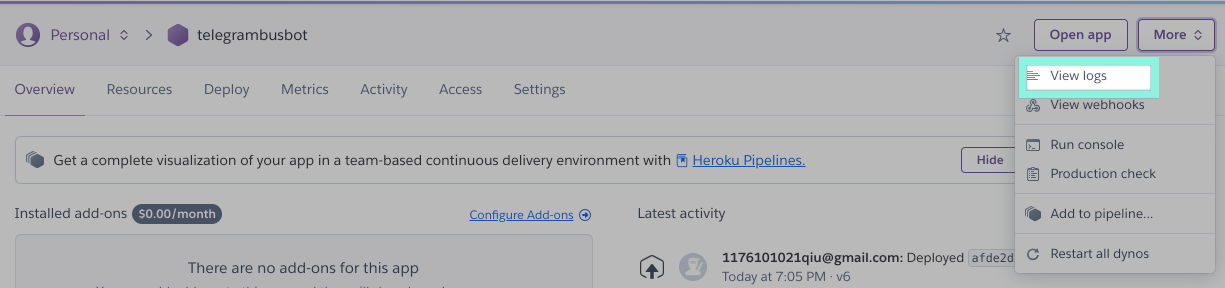 Personal
telegrambusbot
Open app
More
Overview
Resources
Deploy
Metrics
Activity
Access
Settings
View logs
View webhooks
Run console
Production check
Add to pipeline...
Restart all dynos
Get a complete visualization of your app in a team-based continuous delivery environment with Heroku Pipelines.
Hide
Installed add-ons $0.00/month
Configure Add-ons
There are no add-ons for this app
Latest activity
1176101021qiu@gmail.com: Deployed afde2d
Today at 7:05 PM · v6